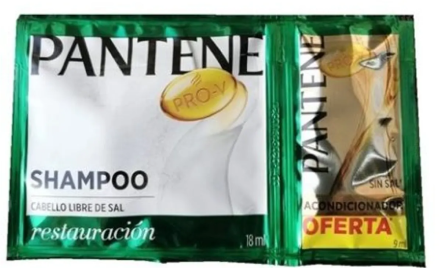 PANTENE
PRO-V
SHAMPOO
CABELLO LIBRE DE SAL
restauración
18 ml
PANTENE
PRO-V
SIN SAL
ACONDICIONADOR
OFERTA
9 ml